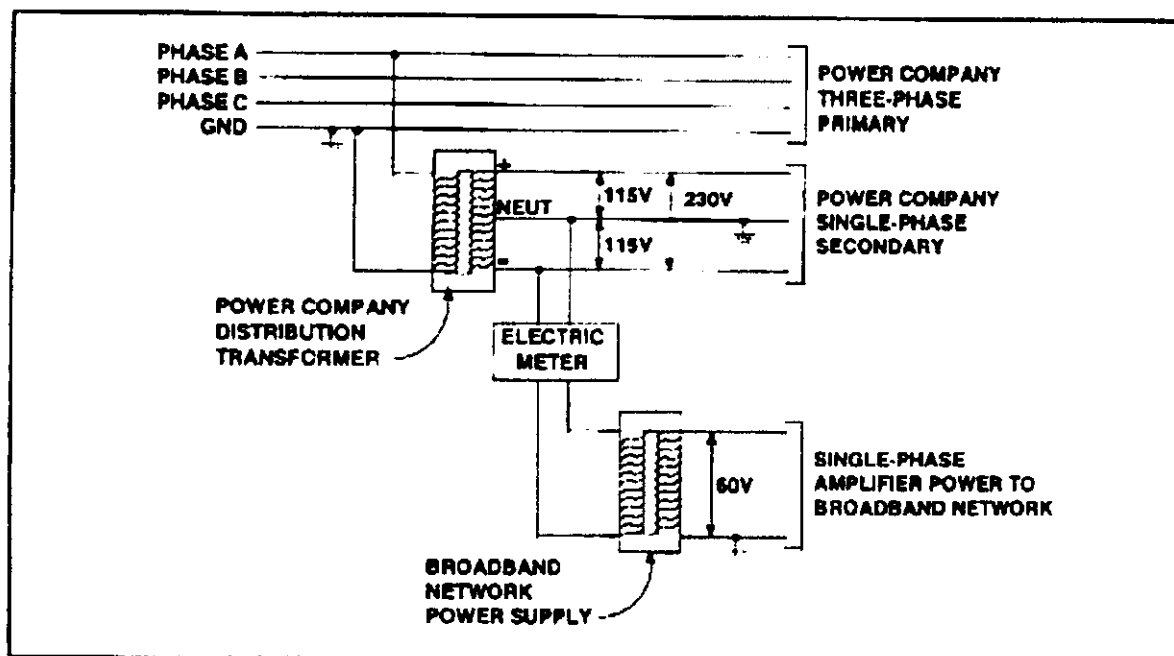 PHASE A
PHASE B
PHASE C
GND
POWER COMPANY
THREE-PHASE
PRIMARY
+
NEUT
-
115V
230V
115V
POWER COMPANY
SINGLE-PHASE
SECONDARY
POWER COMPANY
DISTRIBUTION
TRANSFORMER
ELECTRIC
METER
60V
SINGLE-PHASE
AMPLIFIER POWER TO
BROADBAND NETWORK
BROADBAND
NETWORK
POWER SUPPLY